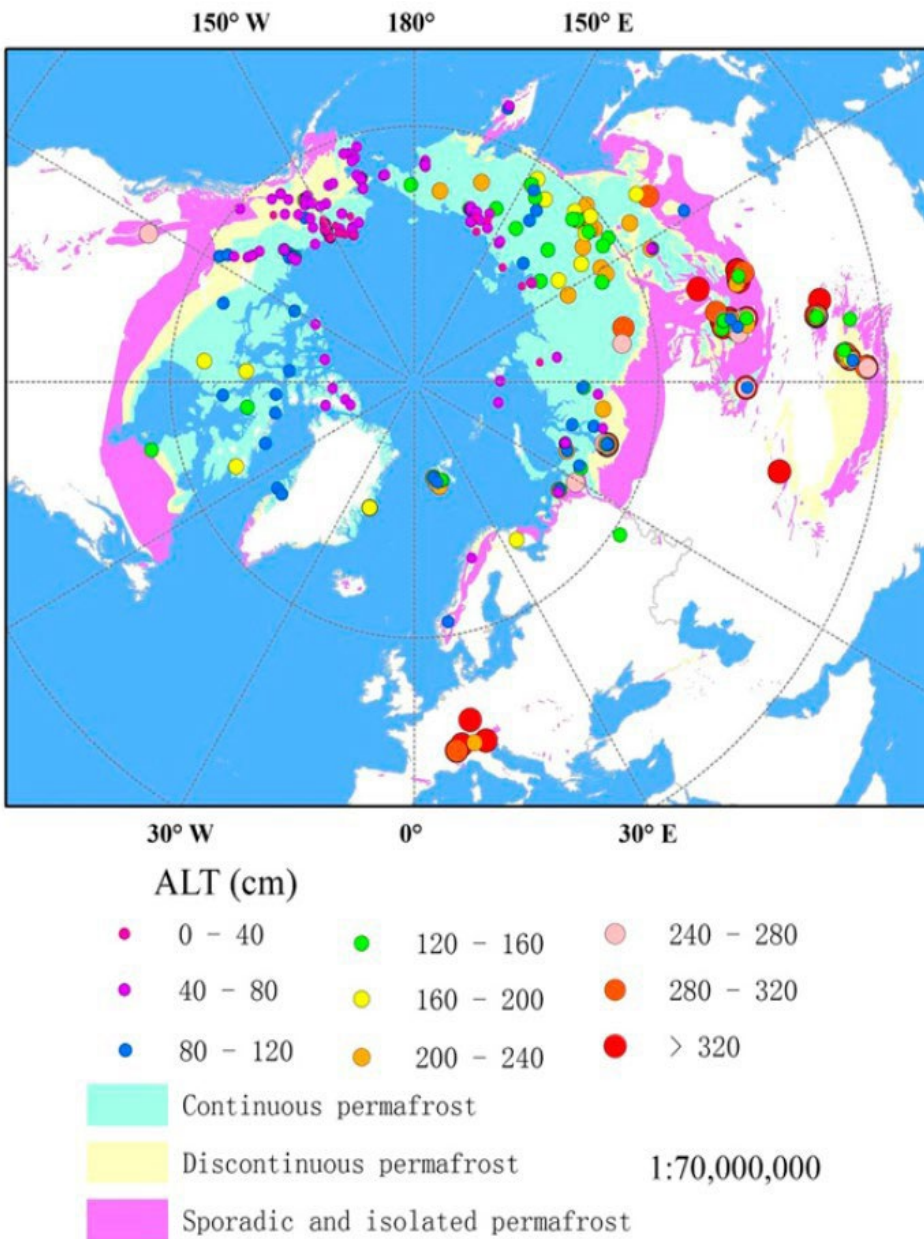 150° W 180° 150° E
30° W 0° 30° E
ALT (cm)
0 - 40 120 - 160 240 - 280
40 - 80 160 - 200 280 - 320
80 - 120 200 - 240 > 320
Continuous permafrost
Discontinuous permafrost 1:70,000,000
Sporadic and isolated permafrost